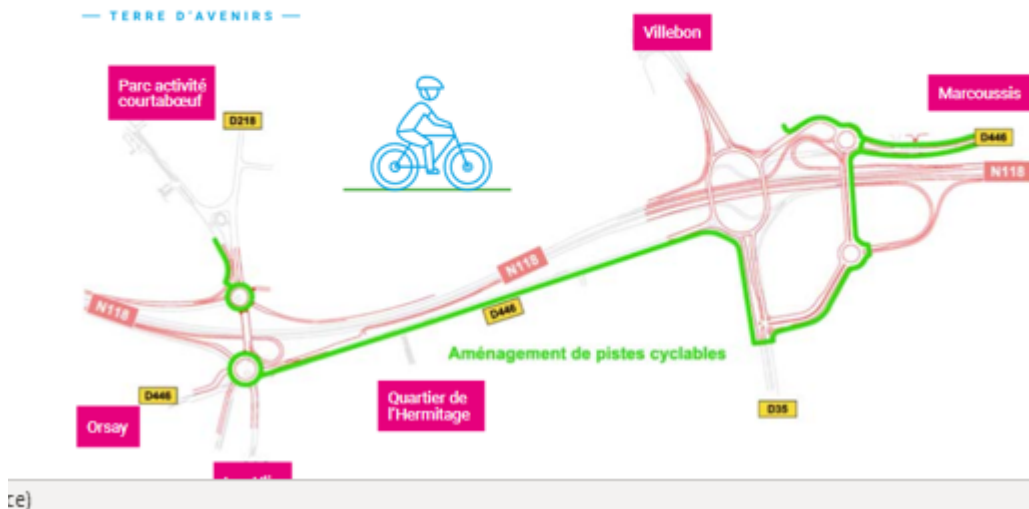 — TERRE D'AVENIRS —
Villebon
Parc activité
courtabœuf
Marcoussis
D218
D446
N118
N118
N118
D446
Aménagement de pistes cyclables
D446
Quartier de
l'Hermitage
D35
Orsay